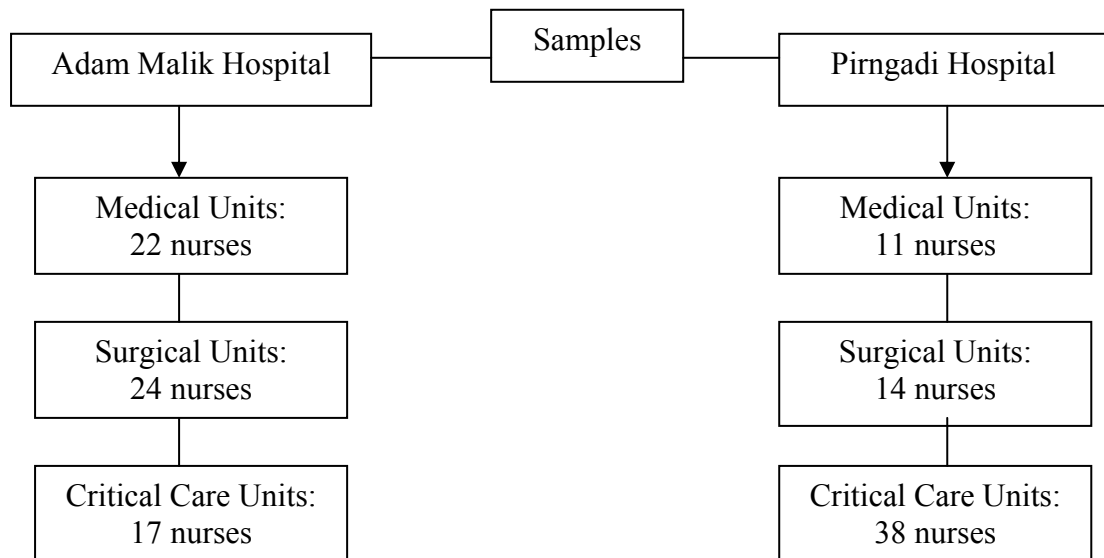 Samples
Adam Malik Hospital
Pirngadi Hospital
Medical Units:
22 nurses
Medical Units:
11 nurses
Surgical Units:
24 nurses
Surgical Units:
14 nurses
Critical Care Units:
17 nurses
Critical Care Units:
38 nurses